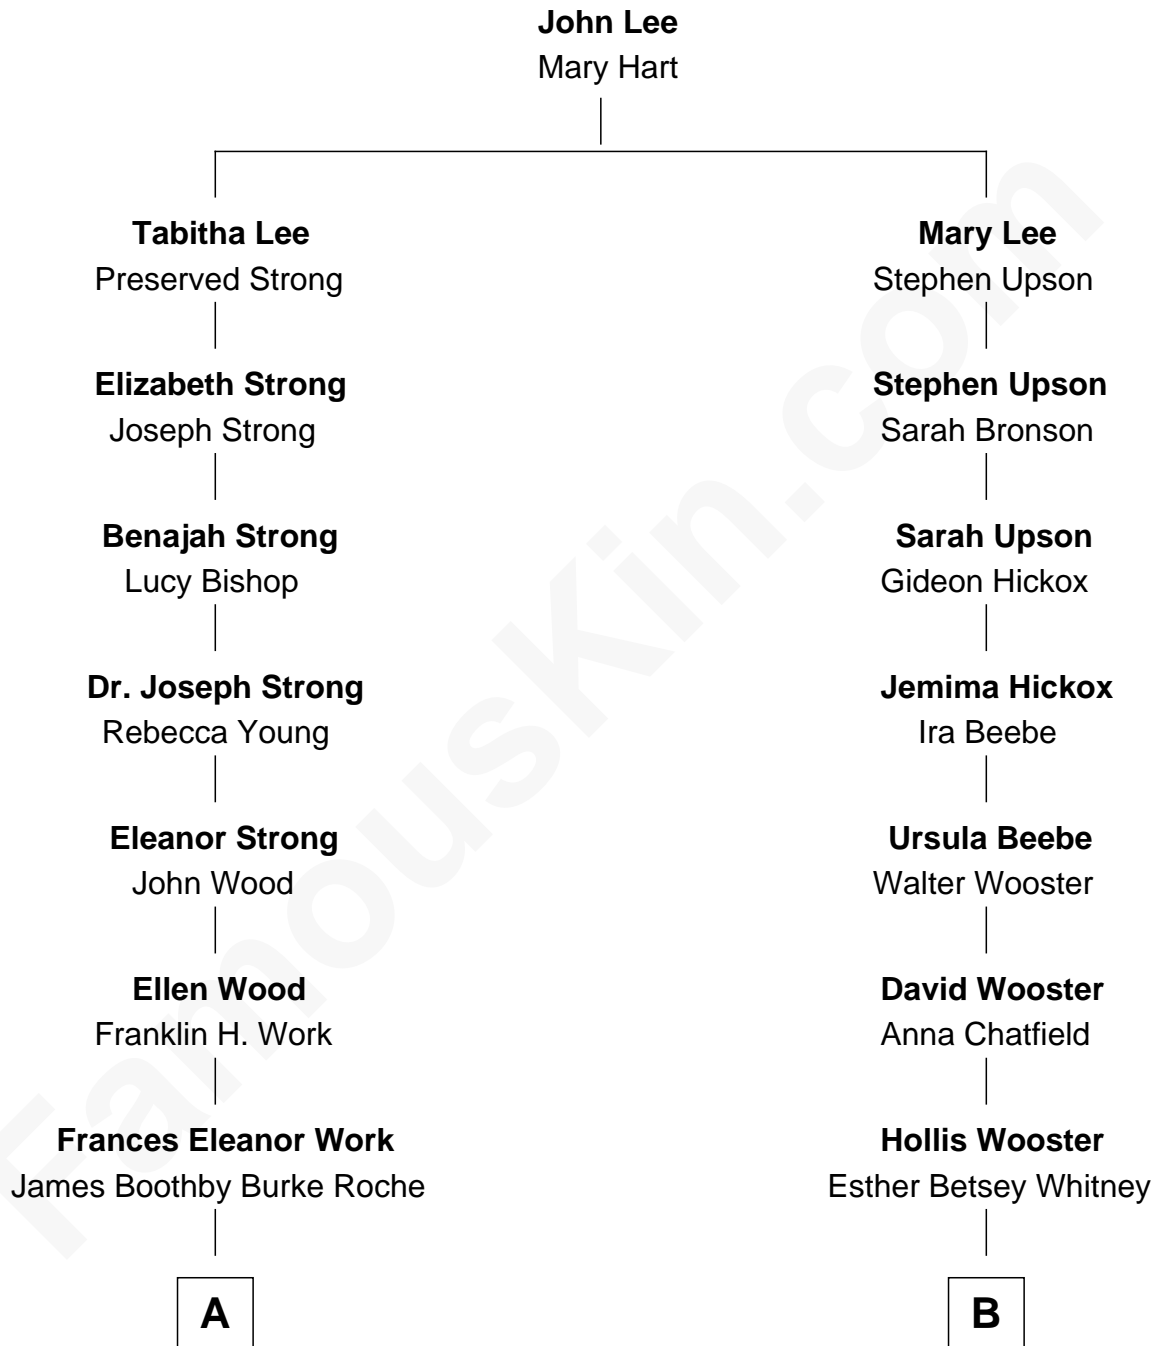 John Lee
Mary Hart
Tabitha Lee
Preserved Strong
Mary Lee
Stephen Upson
Elizabeth Strong
Joseph Strong
Stephen Upson
Sarah Bronson
Benajah Strong
Lucy Bishop
Sarah Upson
Gideon Hickox
Dr. Joseph Strong
Rebecca Young
Jemima Hickox
Ira Beebe
Eleanor Strong
John Wood
Ursula Beebe
Walter Wooster
Ellen Wood
Franklin H. Work
David Wooster
Anna Chatfield
Frances Eleanor Work
James Boothby Burke Roche
Hollis Wooster
Esther Betsey Whitney
A
B
FamousKin.com